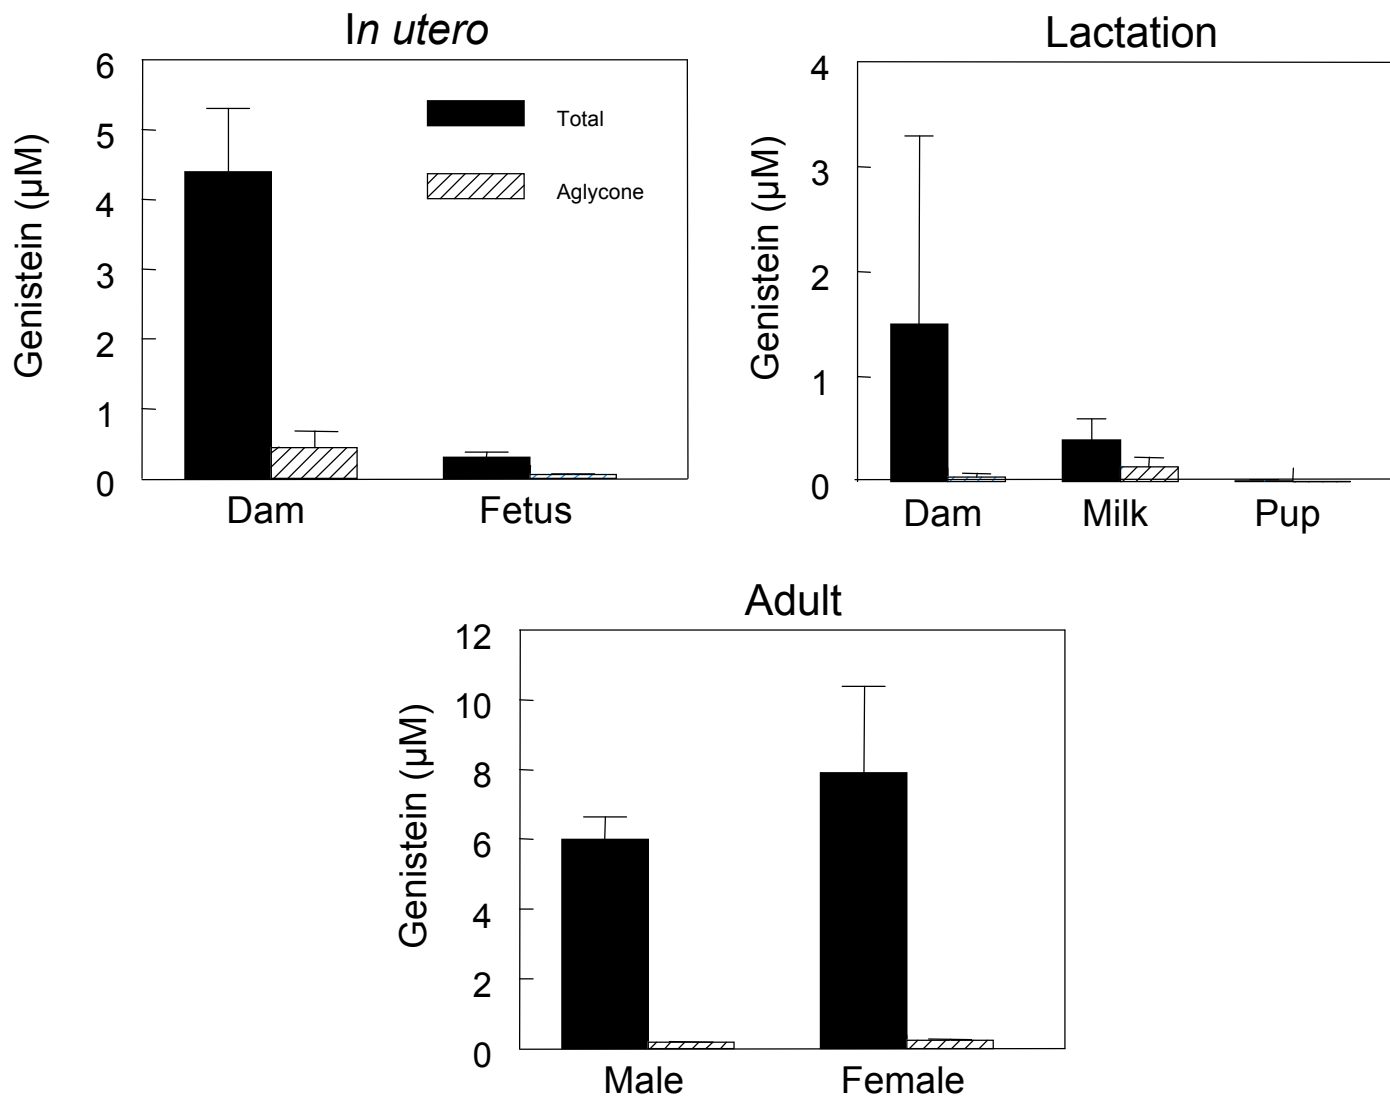 In utero
6
5
4
3
2
1
0
Genistein (µM)
Total
Aglycone
Dam Fetus
Lactation
4
3
2
1
0
Genistein (µM)
Dam Milk Pup
Adult
12
10
8
6
4
2
0
Genistein (µM)
Male Female